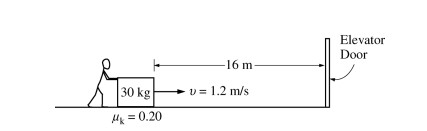 Elevator
Door
16 m
30 kg
υ = 1.2 m/s
μk = 0.20